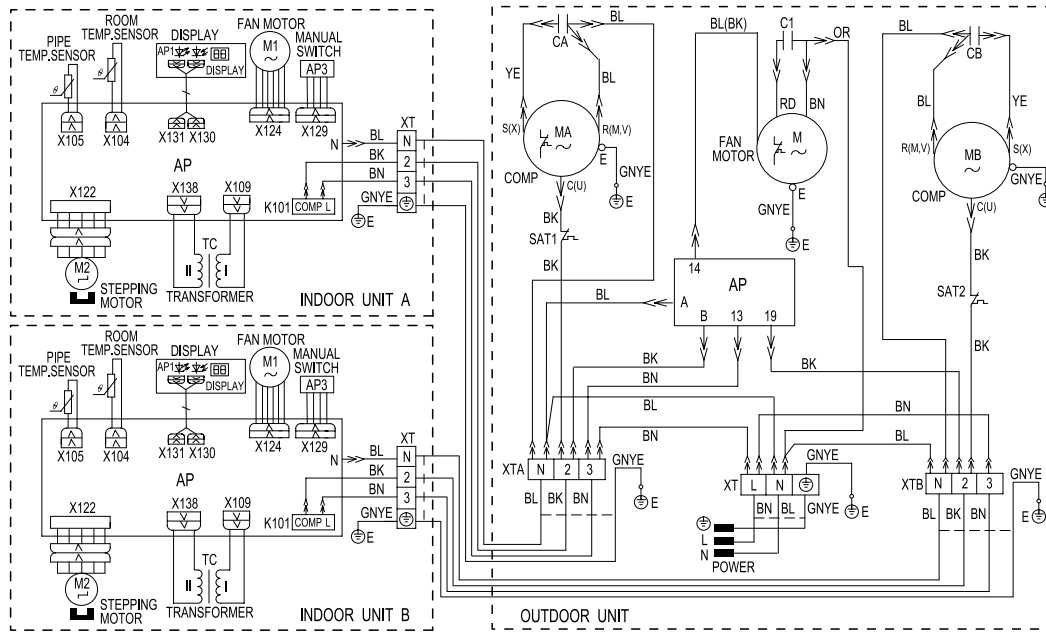 ROOM
TEMP.SENSOR
PIPE
TEMP.SENSOR
θ
θ
DISPLAY
AP1
DISPLAY
FAN MOTOR
M1
MANUAL
SWITCH
AP3
X105
X104
X131 X130
X124
X129
AP
N
BL
BK
BN
GNYE
XT
N
2
3
E
K101
COMP L
X122
X138
X109
TC
II
I
M2
STEPPING
MOTOR
TRANSFORMER
INDOOR UNIT A
ROOM
TEMP.SENSOR
PIPE
TEMP.SENSOR
θ
θ
DISPLAY
AP1
DISPLAY
FAN MOTOR
M1
MANUAL
SWITCH
AP3
X105
X104
X131 X130
X124
X129
AP
N
BL
BK
BN
GNYE
XT
N
2
3
E
K101
COMP L
X122
X138
X109
TC
II
I
M2
STEPPING
MOTOR
TRANSFORMER
INDOOR UNIT B
CA
BL
YE
BL
S(X)
R(M,V)
MA
COMP
E
GNYE
E
C(U)
BK
SAT1
BK
BL(BK)
C1
OR
RD
BN
FAN
MOTOR
M
E
GNYE
E
BL
CB
BL
YE
R(M,V)
S(X)
MB
COMP
GNYE
E
C(U)
BK
SAT2
BK
14
AP
A
BL
B
13
19
BK
BN
BK
BL
BN
BN
BL
XTA
N
2
3
GNYE
E
BL
BK
BN
XT
L
N
GNYE
E
BN
BL
GNYE
L
N
POWER
XTB
N
2
3
GNYE
E
BL
BK
BN
OUTDOOR UNIT